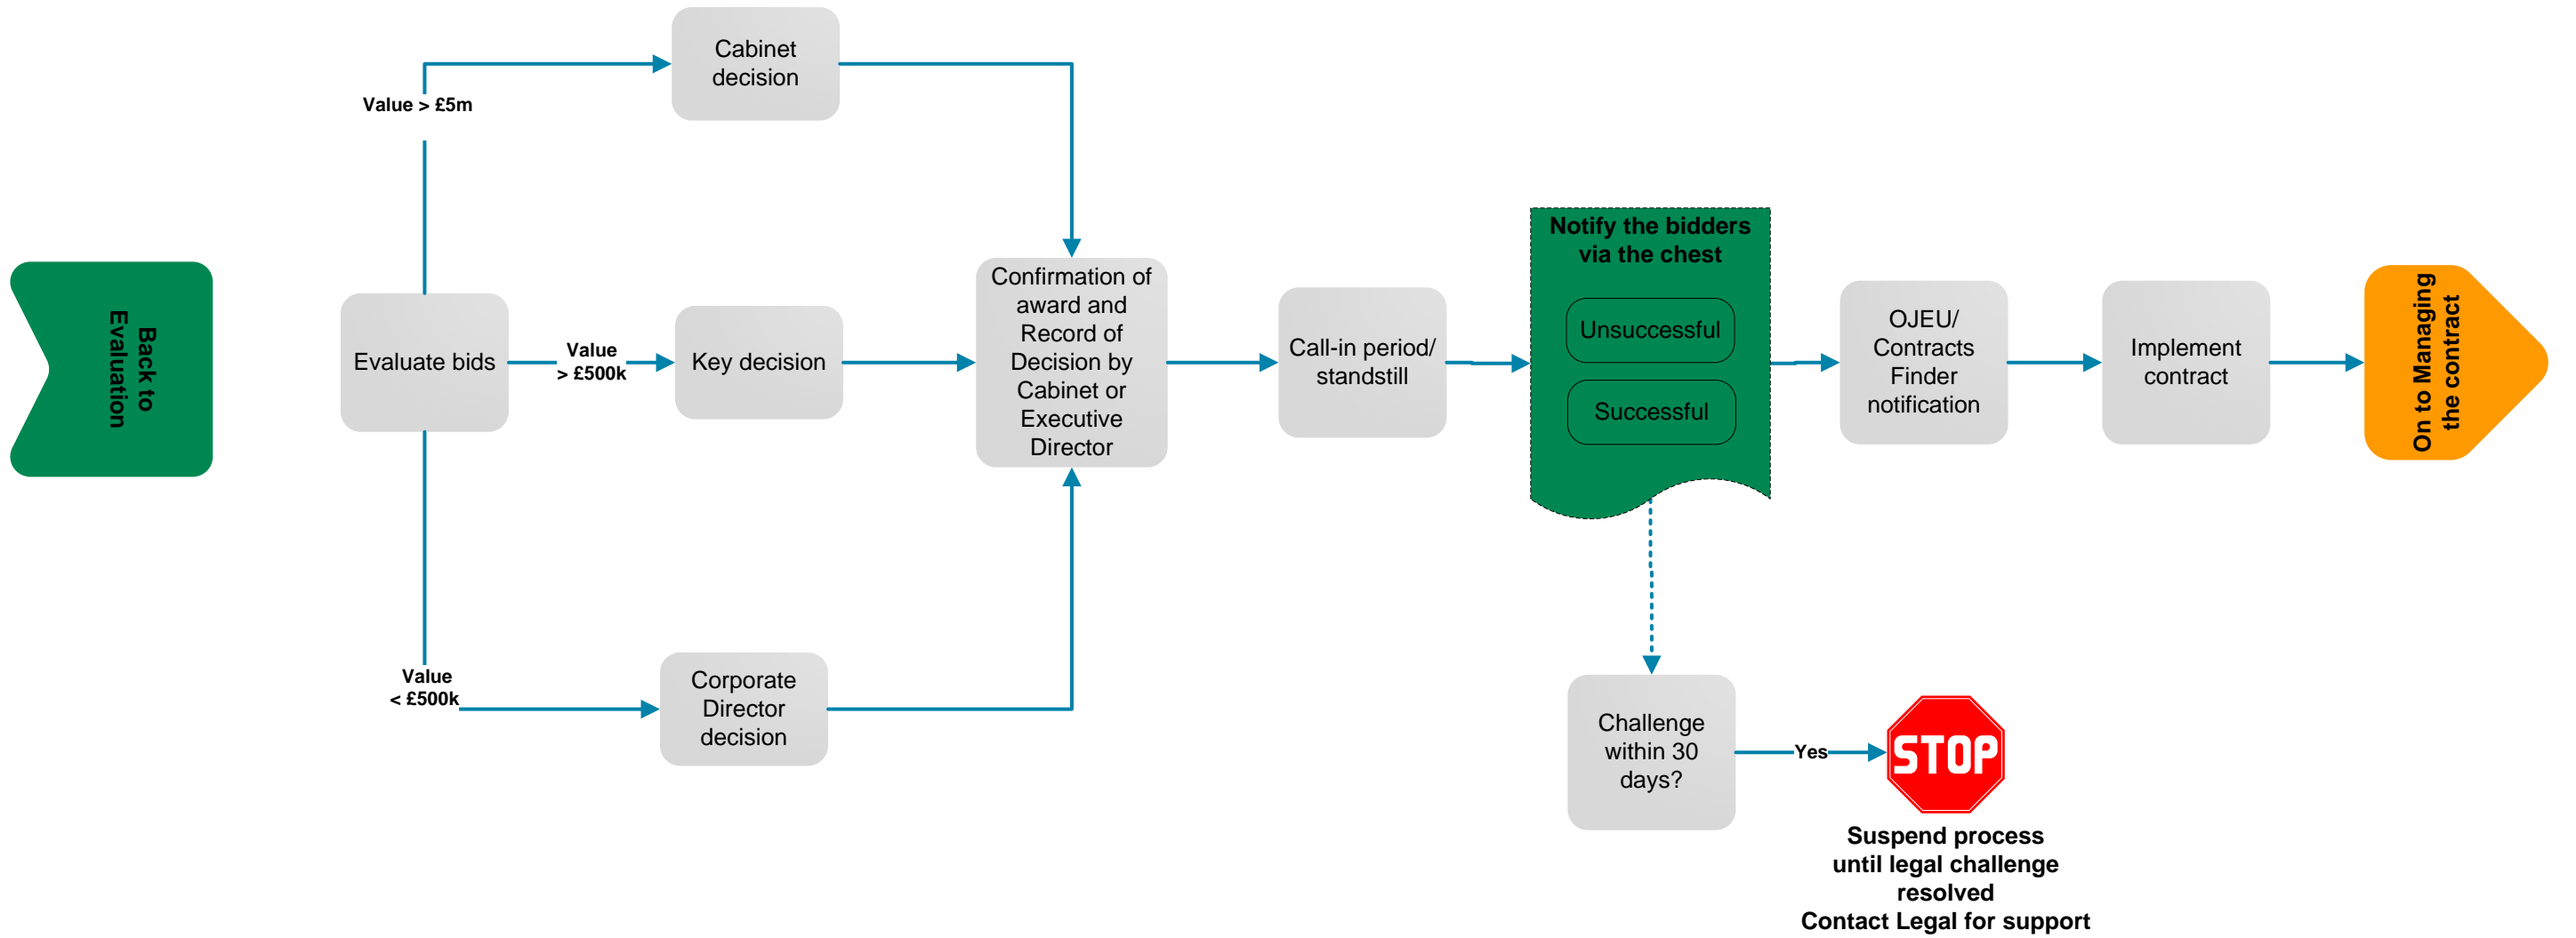 Back to
Evaluation
Evaluate bids
Value > £5m
Cabinet
decision
Value
> £500k
Key decision
Value
< £500k
Corporate
Director
decision
Confirmation of
award and
Record of
Decision by
Cabinet or
Executive
Director
Call-in period/
standstill
Notify the bidders
via the chest
Unsuccessful
Successful
Challenge
within 30
days?
Yes
STOP
Suspend process
until legal challenge
resolved
Contact Legal for support
OJEU/
Contracts
Finder
notification
Implement
contract
On to Managing
the contract